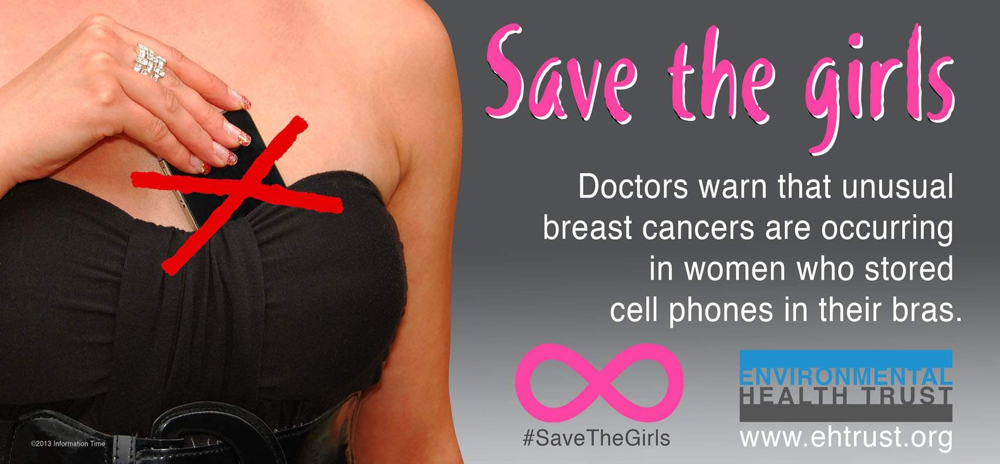 Save the girls
Doctors warn that unusual
breast cancers are occurring
in women who stored
cell phones in their bras.
#SaveTheGirls
ENVIRONMENTAL
HEALTH TRUST
www.ehtrust.org
©2013 Information Time